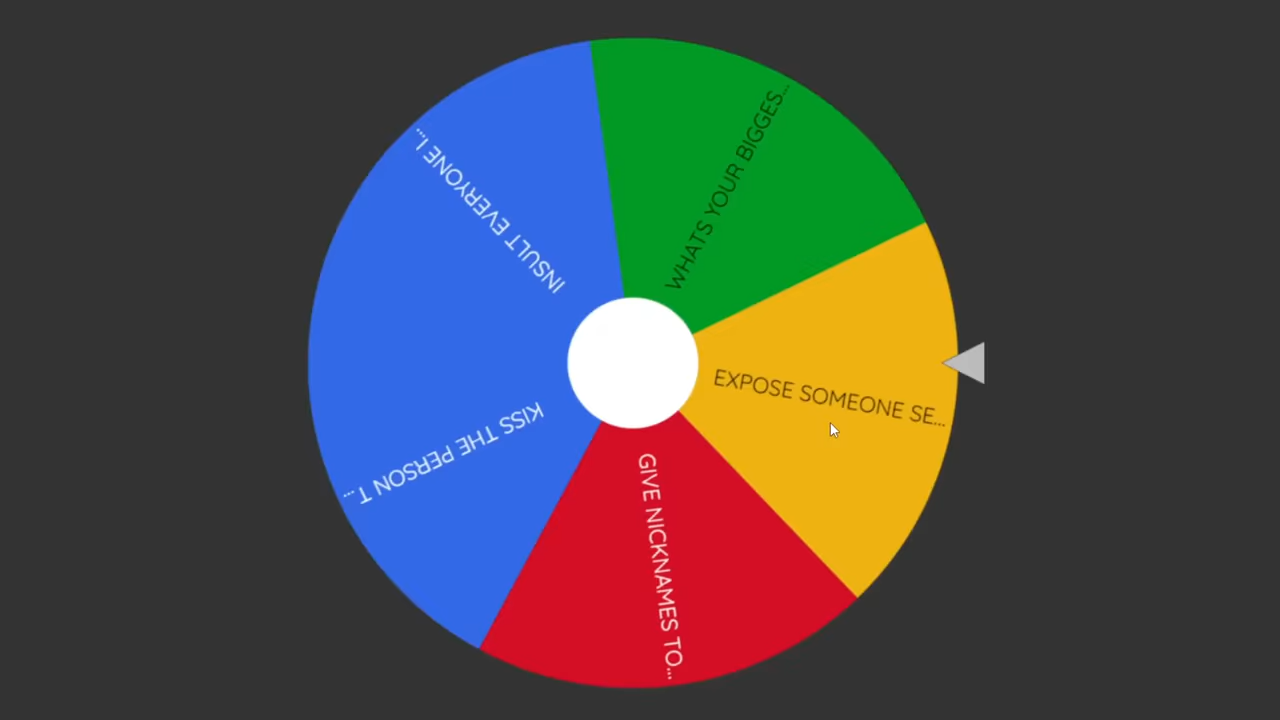 WHATS YOUR BIGGES...
EXPOSE SOMEONE SE...
GIVE NICKNAMES TO...
KISS THE PERSON T...
INSULT EVERYONE I...